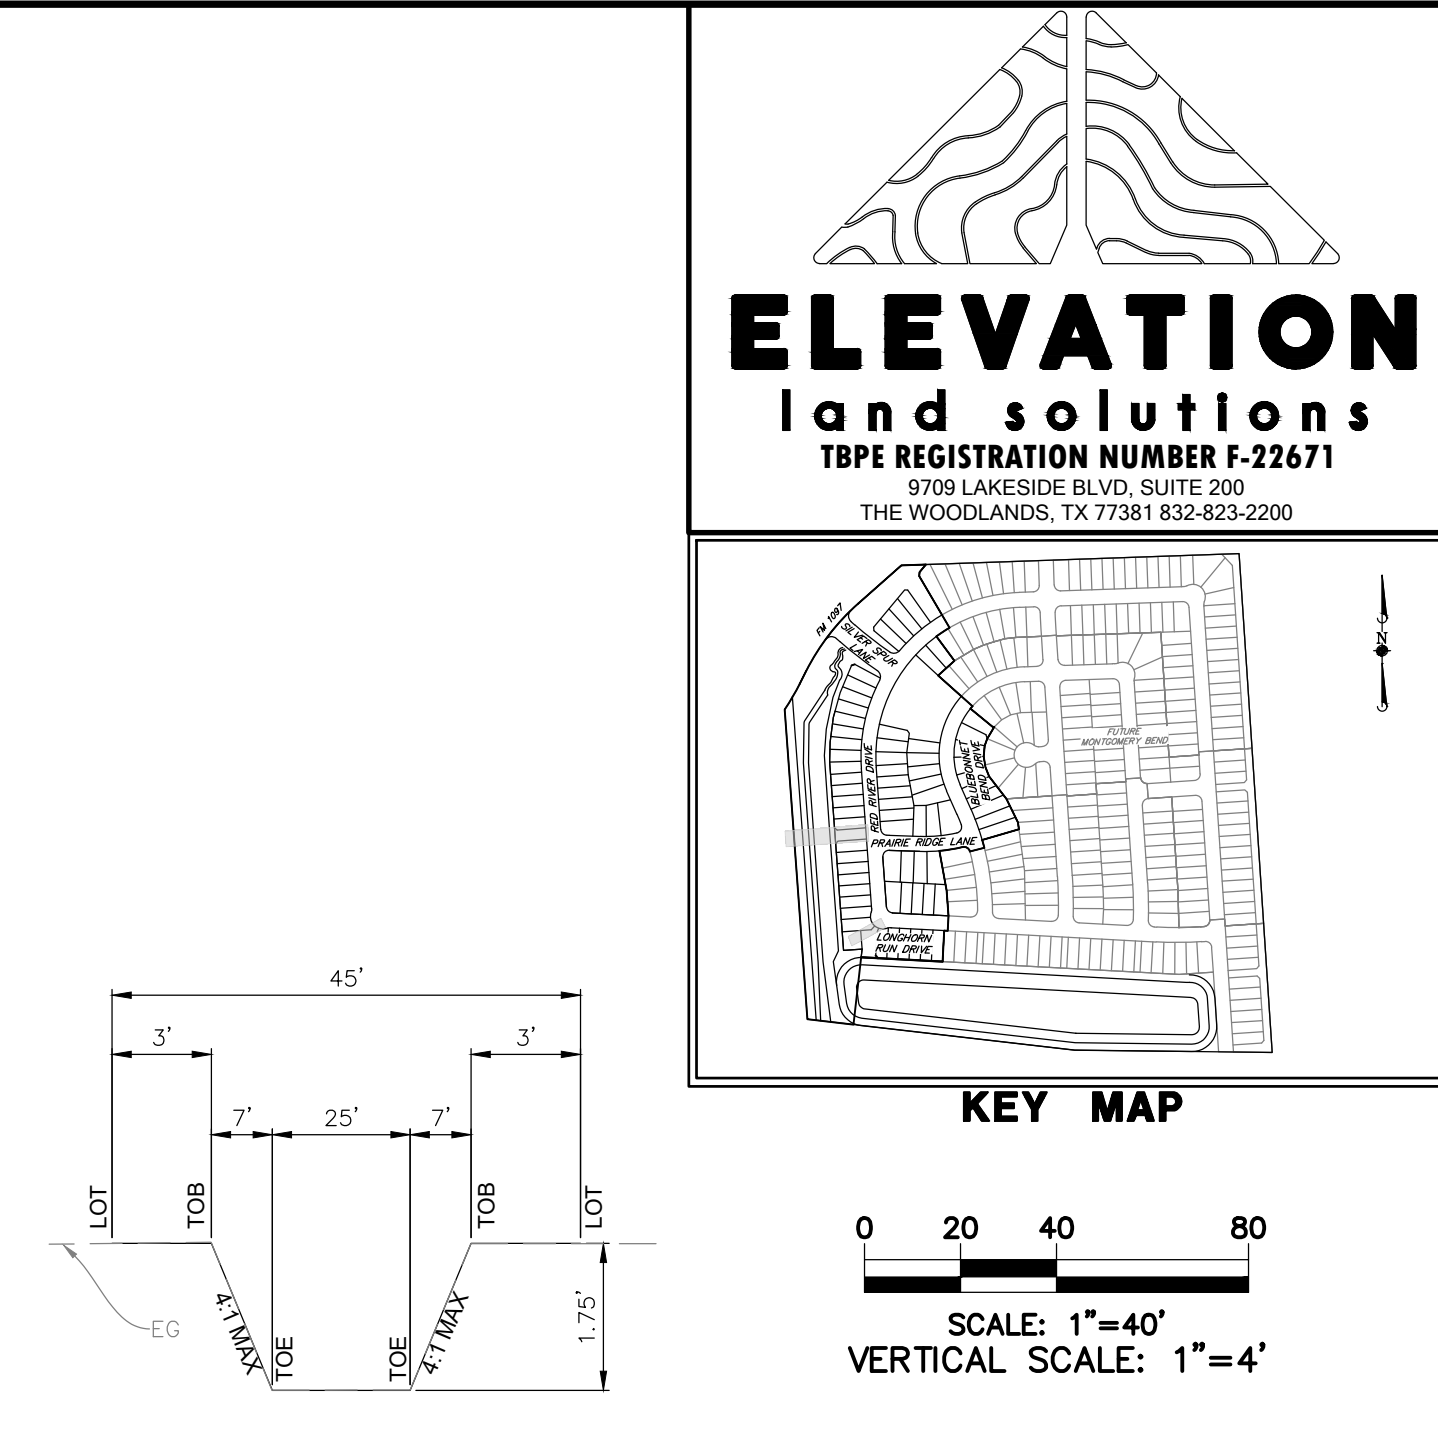 ELEVATION
land solutions
TBPE REGISTRATION NUMBER F-22671
9709 LAKESIDE BLVD, SUITE 200
THE WOODLANDS, TX 77381 832-823-2200
FM 1097
SILVER SPUR
LANE
N
FUTURE
MONTGOMERY BEND
RED RIVER DRIVE
BLUEBONNET
BEND DRIVE
PRAIRIE RIDGE LANE
LONGHORN
RUN DRIVE
KEY MAP
45'
3'
3'
7'
25'
7'
LOT
TOB
TOB
LOT
4:1 MAX
TOE
TOE
4:1 MAX
1.75'
EG
0 20 40 80
SCALE: 1"=40'
VERTICAL SCALE: 1"=4'